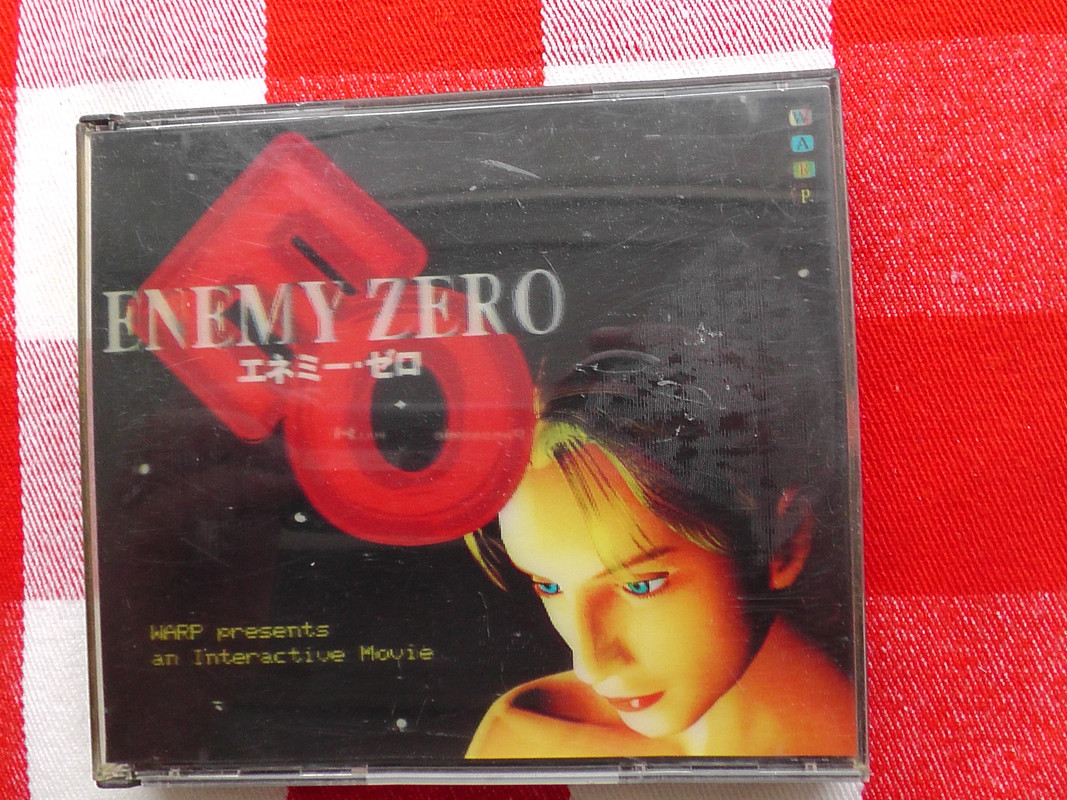 W
A
R
P
ENEMY ZERO
エネミー・ゼロ
WARP presents
an Interactive Movie